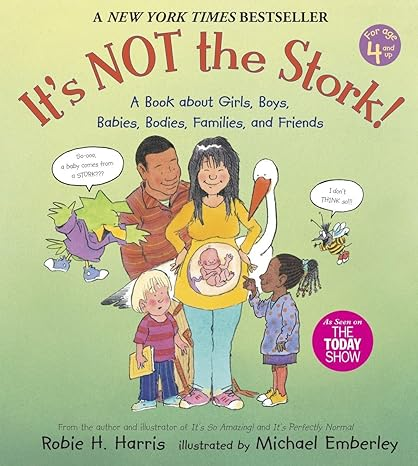 A NEW YORK TIMES BESTSELLER
It's NOT the Stork!
For age
4 and
up
A Book about Girls, Boys,
Babies, Bodies, Families, and Friends
So-ooo,
a baby comes from
a STORK???
I don't
THINK so!!!
As Seen on
THE
TODAY
SHOW
From the author and illustrator of It's So Amazing! and It's Perfectly Normal
Robie H. Harris illustrated by Michael Emberley